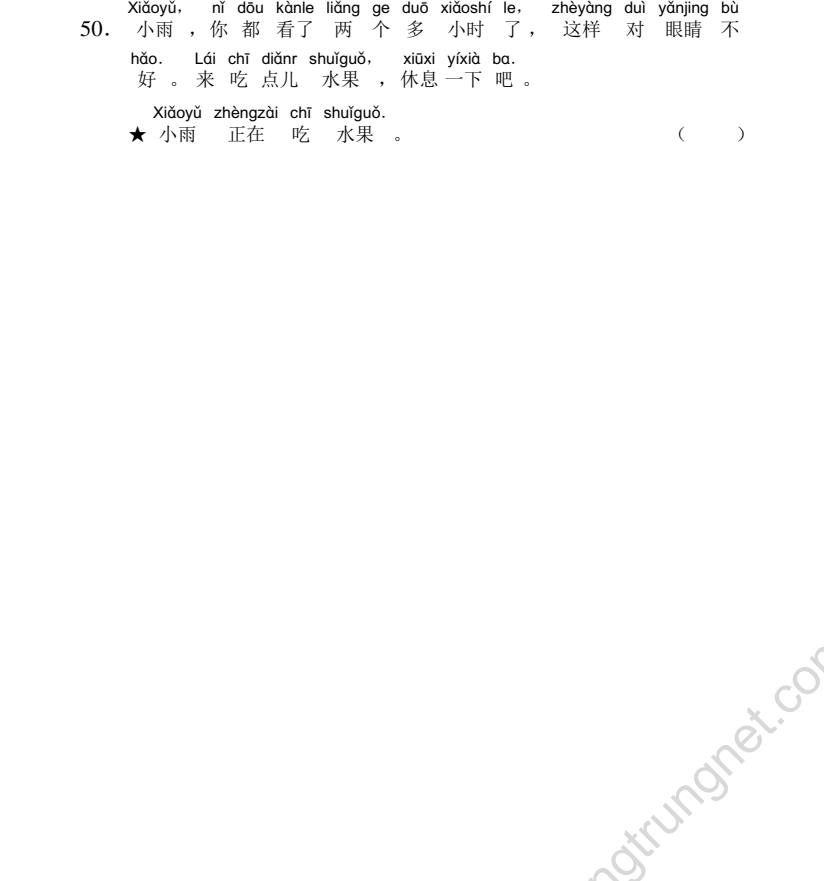 Xiǎoyǔ， nǐ dōu kànle liǎng ge duō xiǎoshí le， zhèyàng duì yǎnjing bù
50． 小雨 ，你 都 看了 两 个 多 小时 了， 这样 对 眼睛 不
hǎo． Lái chī diǎnr shuǐguǒ， xiūxi yíxià ba．
好 。来 吃 点儿 水果 ，休息 一下 吧 。
Xiǎoyǔ zhèngzài chī shuǐguǒ．
★ 小雨 正在 吃 水果 。 （ ）
ngtrungnet.com